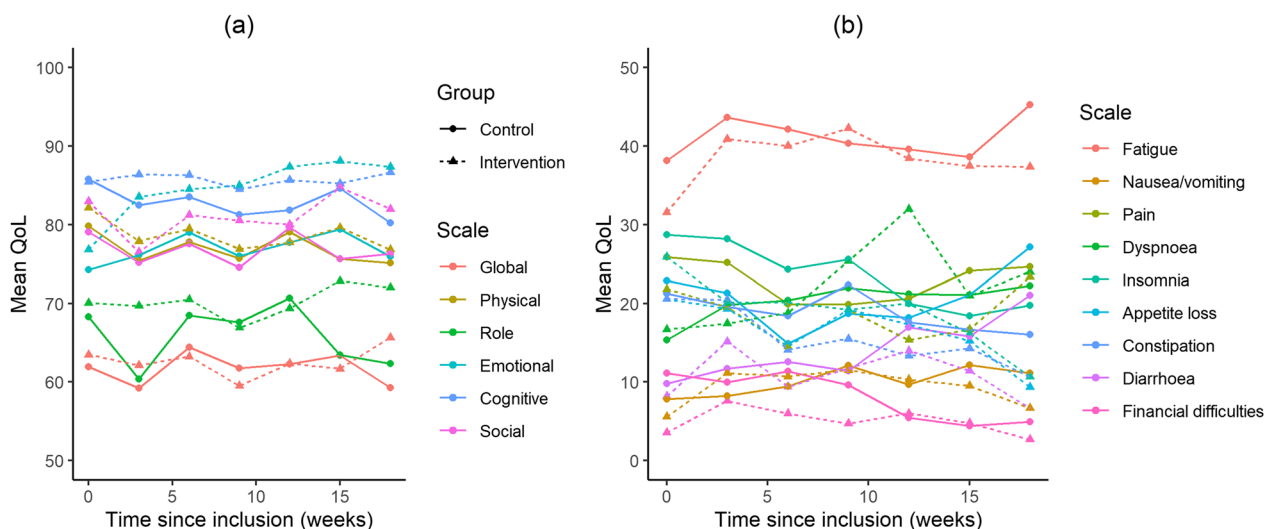 (a)
Mean QoL
100
90
80
70
60
50
0
5
10
15
Time since inclusion (weeks)
Group
Control
Intervention
Scale
Global
Physical
Role
Emotional
Cognitive
Social
(b)
Mean QoL
50
40
30
20
10
0
0
5
10
15
Time since inclusion (weeks)
Scale
Fatigue
Nausea/vomiting
Pain
Dyspnoea
Insomnia
Appetite loss
Constipation
Diarrhoea
Financial difficulties